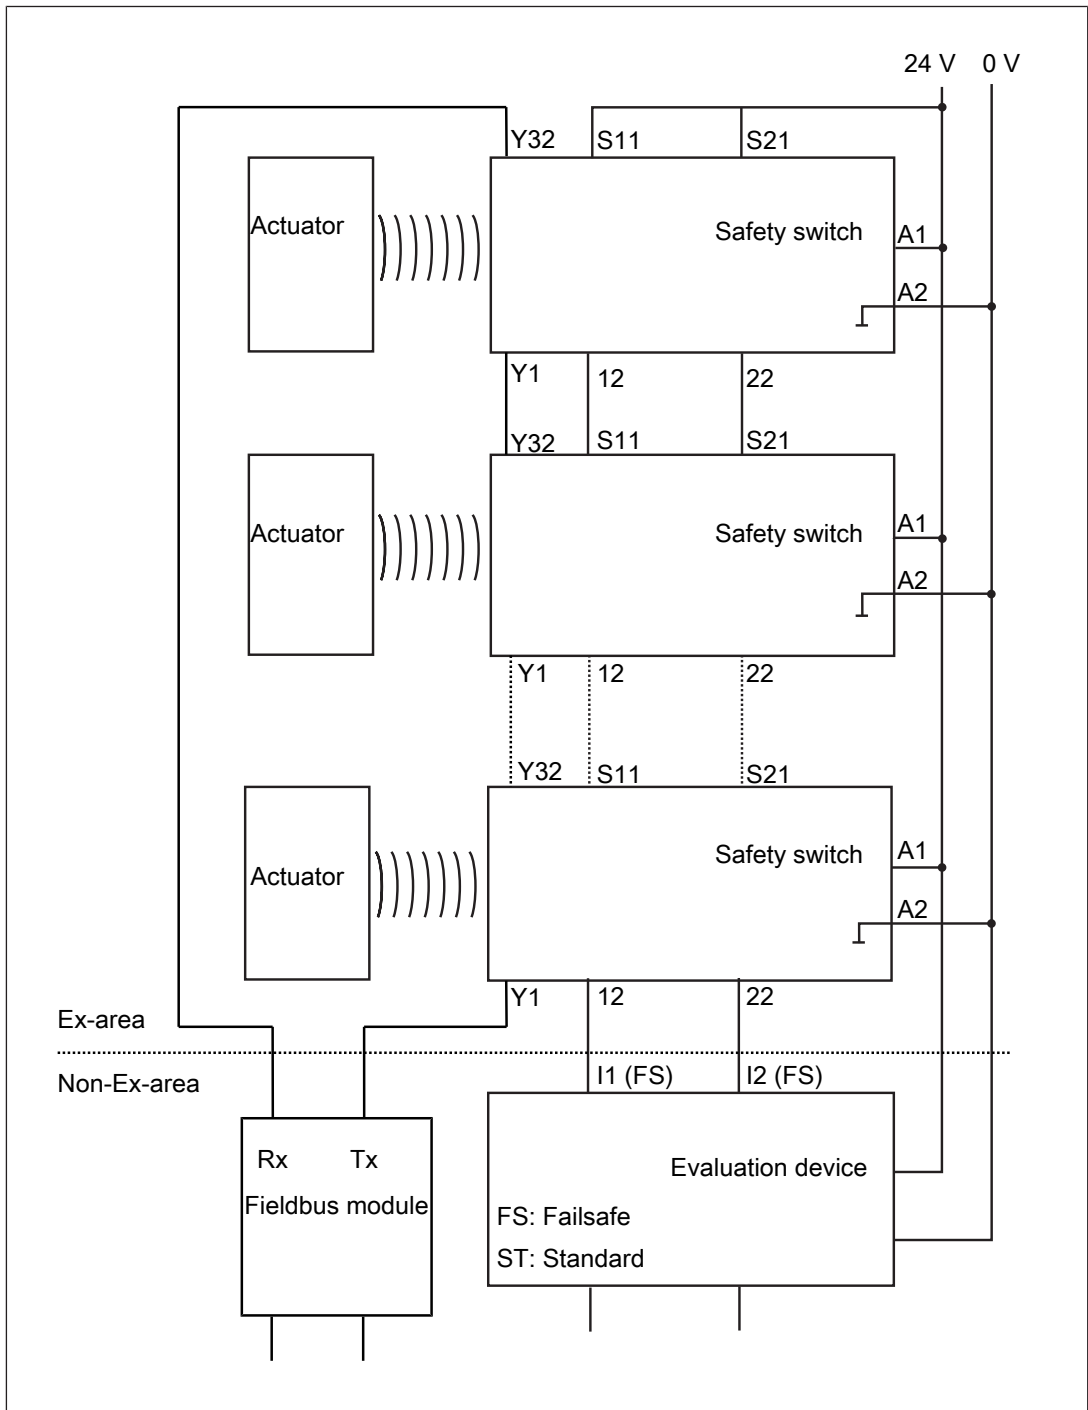 24 V 0 V
Y32 S11 S21
Actuator
Safety switch
A1
A2
Y1 12 22
Y32 S11 S21
Actuator
Safety switch
A1
A2
Y1 12 22
Y32 S11 S21
Actuator
Safety switch
A1
A2
Y1 12 22
Ex-area
Non-Ex-area
I1 (FS) I2 (FS)
Rx Tx
Fieldbus module
Evaluation device
FS: Failsafe
ST: Standard